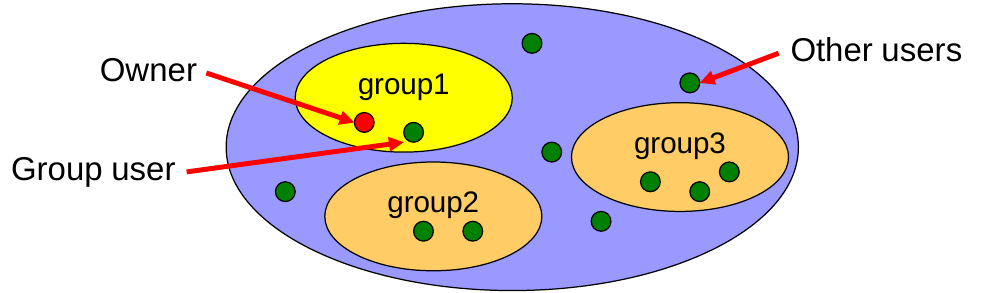 Other users
Owner
group1
group3
Group user
group2